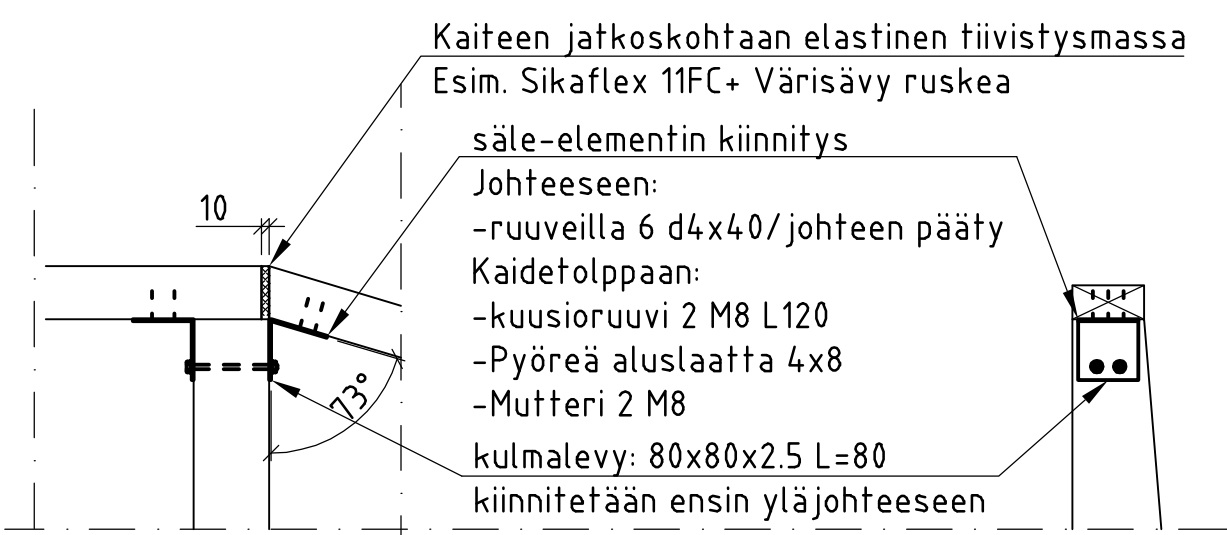 Kaiteen jatkoskohtaan elastinen tiivistysmassa
Esim. Sikaflex 11FC+ Värisävy ruskea
säle-elementin kiinnitys
Johteeseen:
-ruuveilla 6 d4x40/johteen pääty
10
Kaidetolppaan:
-kuusioruuvi 2 M8 L120
-Pyöreä aluslaatta 4x8
-Mutteri 2 M8
73°
kulmalevy: 80x80x2.5 L=80
kiinnitetään ensin yläjohteeseen